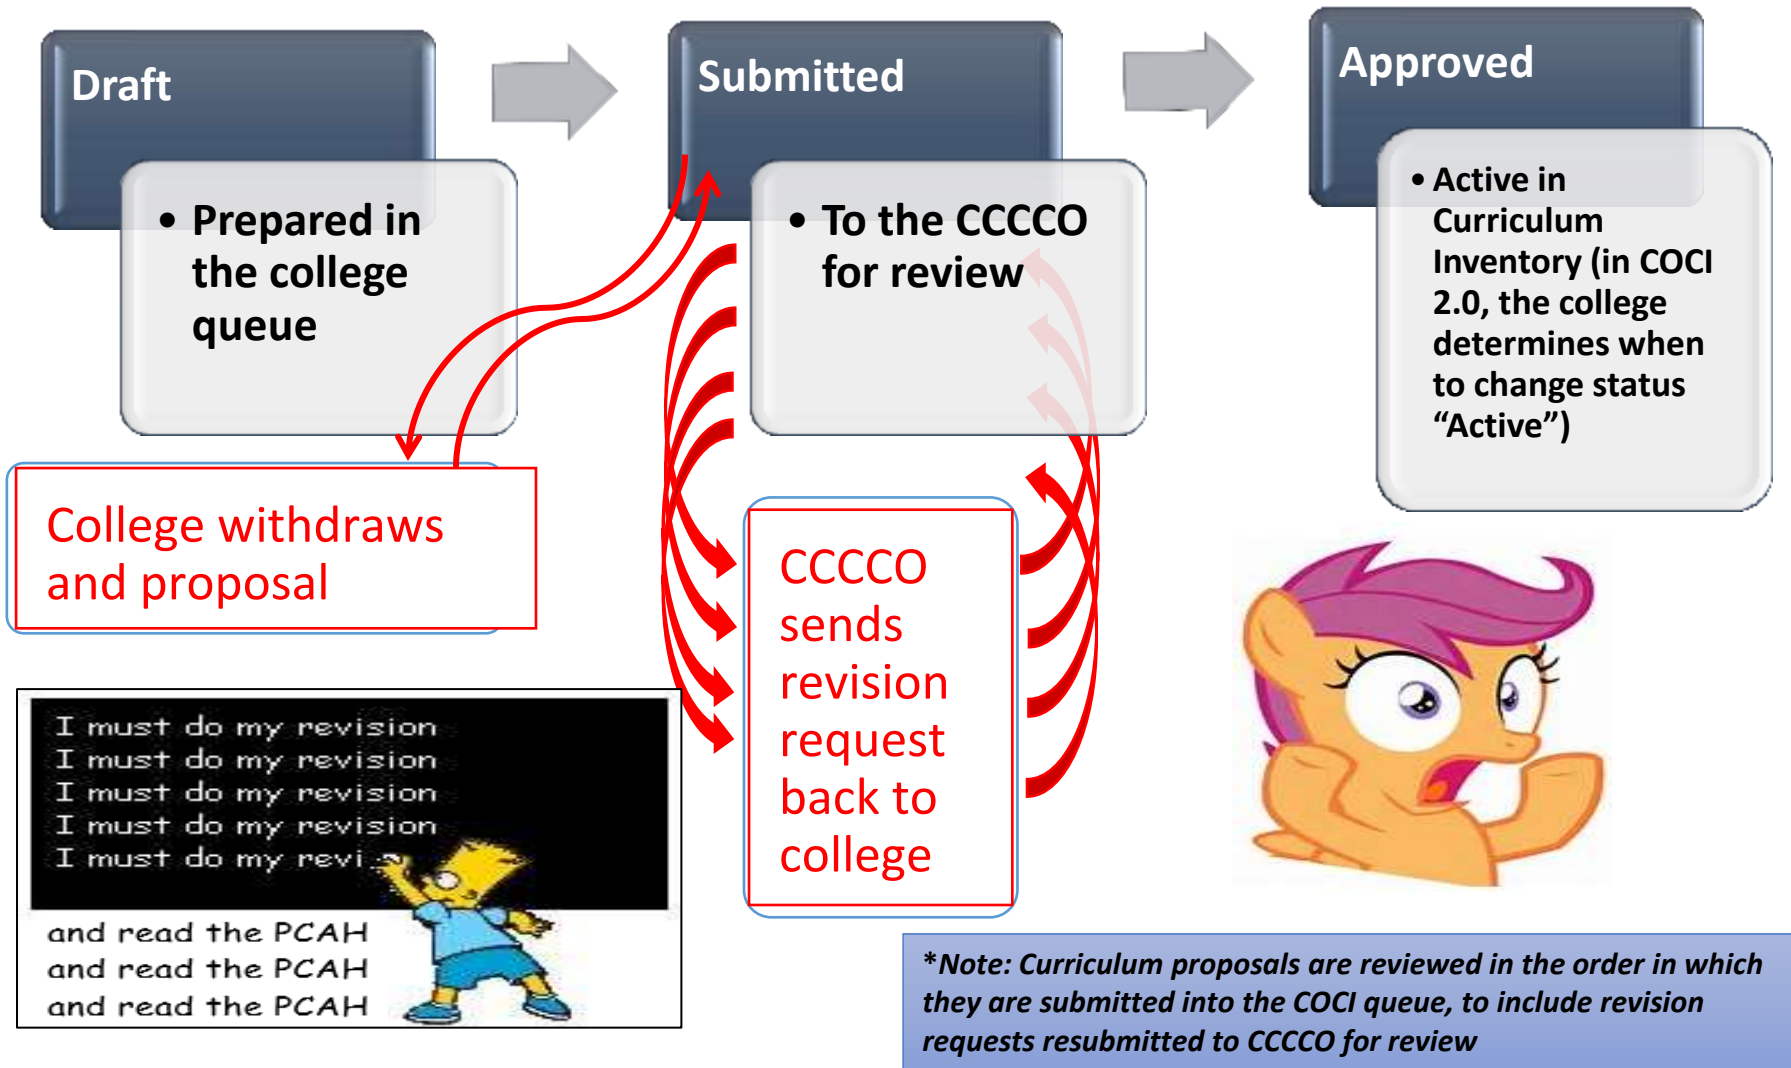 Draft
• Prepared in
the college
queue
Submitted
• To the CCCCO
for review
Approved
• Active in
Curriculum
Inventory (in COCI
2.0, the college
determines when
to change status
“Active”)
College withdraws
and proposal
CCCCO
sends
revision
request
back to
college
I must do my revision
I must do my revision
I must do my revision
I must do my revision
I must do my revi
and read the PCAH
and read the PCAH
and read the PCAH
*Note: Curriculum proposals are reviewed in the order in which
they are submitted into the COCI queue, to include revision
requests resubmitted to CCCCO for review